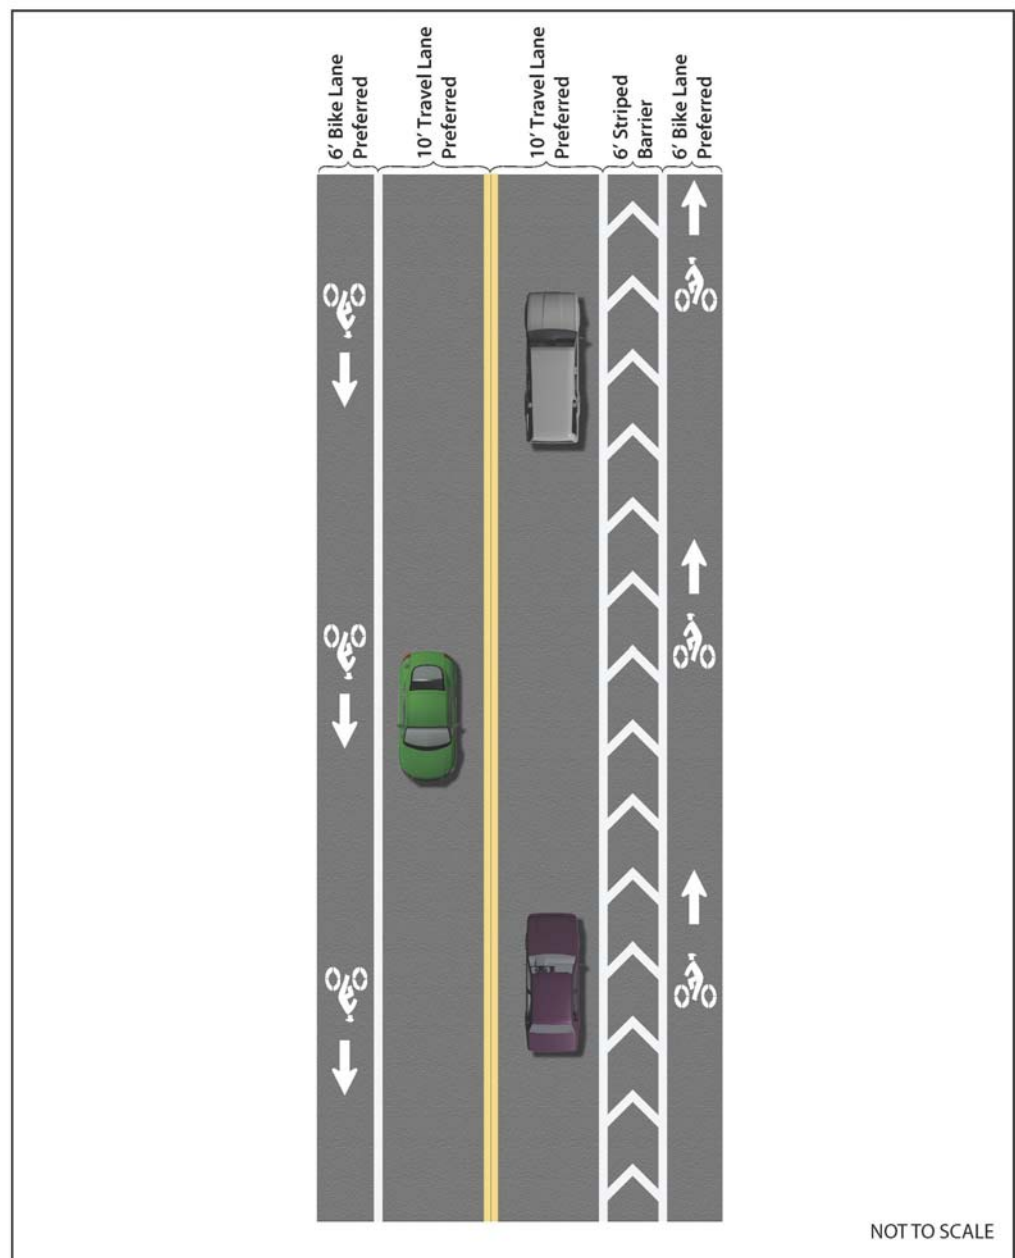 6’ Bike Lane
Preferred
10’ Travel Lane
Preferred
10’ Travel Lane
Preferred
6’ Striped
Barrier
6’ Bike Lane
Preferred
NOT TO SCALE